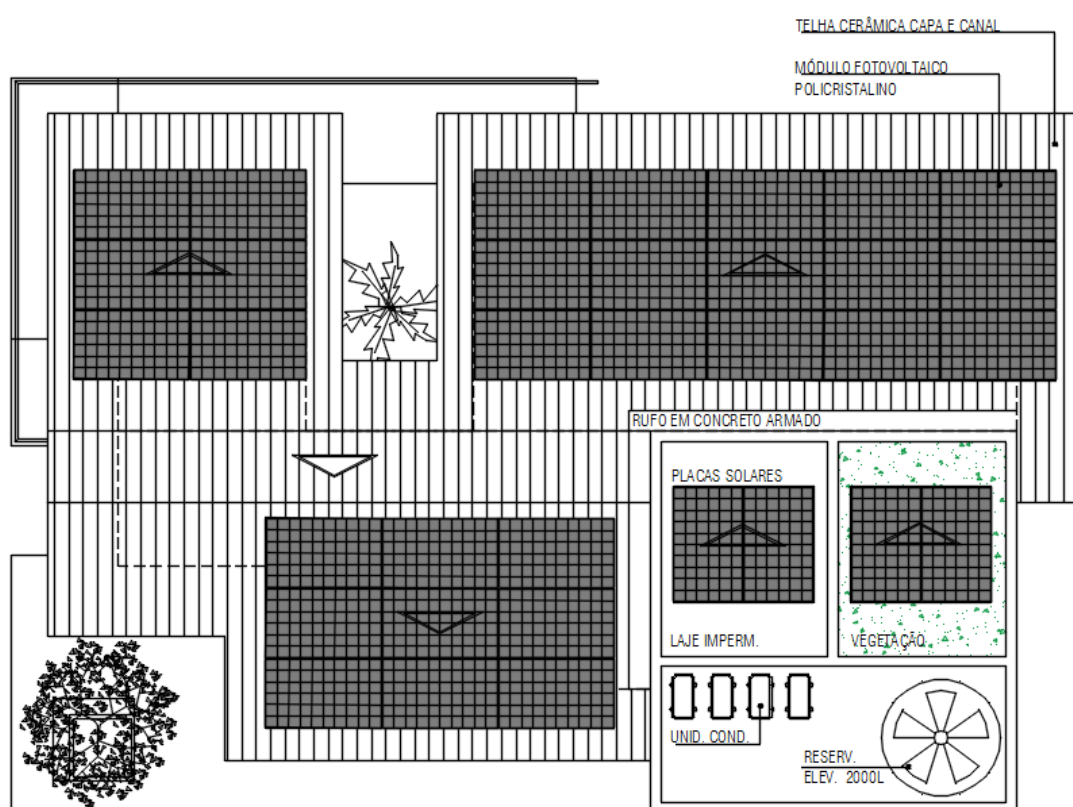 TELHA CERÂMICA CAPA E CANAL
MÓDULO FOTOVOLTAICO
POLICRISTALINO
RUFO EM CONCRETO ARMADO
PLACAS SOLARES
LAJE IMPERM.
VEGETAÇÃO
UNID. COND.
RESERV.
ELEV. 2000L